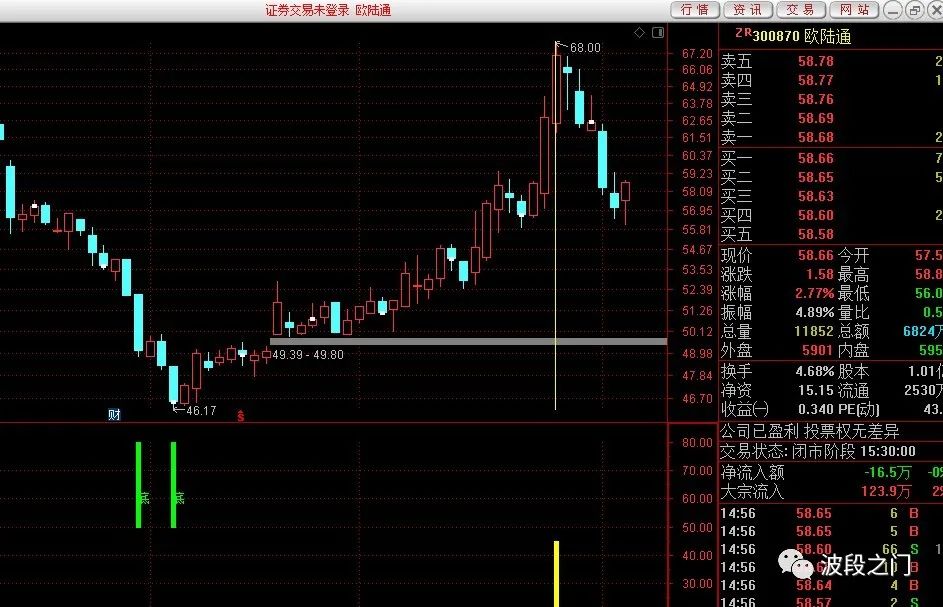 证券交易未登录 欧陆通
行情 资讯 交易 网站
ZR 300870 欧陆通
68.00
67.20
66.06
64.92
63.78
62.65
61.51
60.37
59.23
58.09
56.95
55.81
54.67
53.53
52.39
51.26
50.12
48.98
47.84
46.70
49.39 - 49.80
46.17
财
80.00
70.00
60.00
50.00
40.00
30.00
卖五 58.78 2
卖四 58.77 1
卖三 58.76
卖二 58.69
卖一 58.68 2
买一 58.66 7
买二 58.65 5
买三 58.63
买四 58.60 2
买五 58.58
现价 58.66 今开 57.5
涨跌 1.58 最高 58.8
涨幅 2.77% 最低 56.0
振幅 4.89% 量比 0.5
总量 11852 总额 6824万
外盘 5901 内盘 595
换手 4.68% 股本 1.01亿
净资 15.15 流通 2530万
收益(一) 0.340 PE(动) 43.
公司已盈利 投票权无差异
交易状态: 闭市阶段 15:30:00
净流入额 -16.5万 -0
大宗流入 123.9万 2
14:56 58.65 6 B
14:56 58.65 5 B
14:56 58.60 66 S 1
14:56 B
14:56 58.64 4 B
14:56 58.57 2 S
波段之门